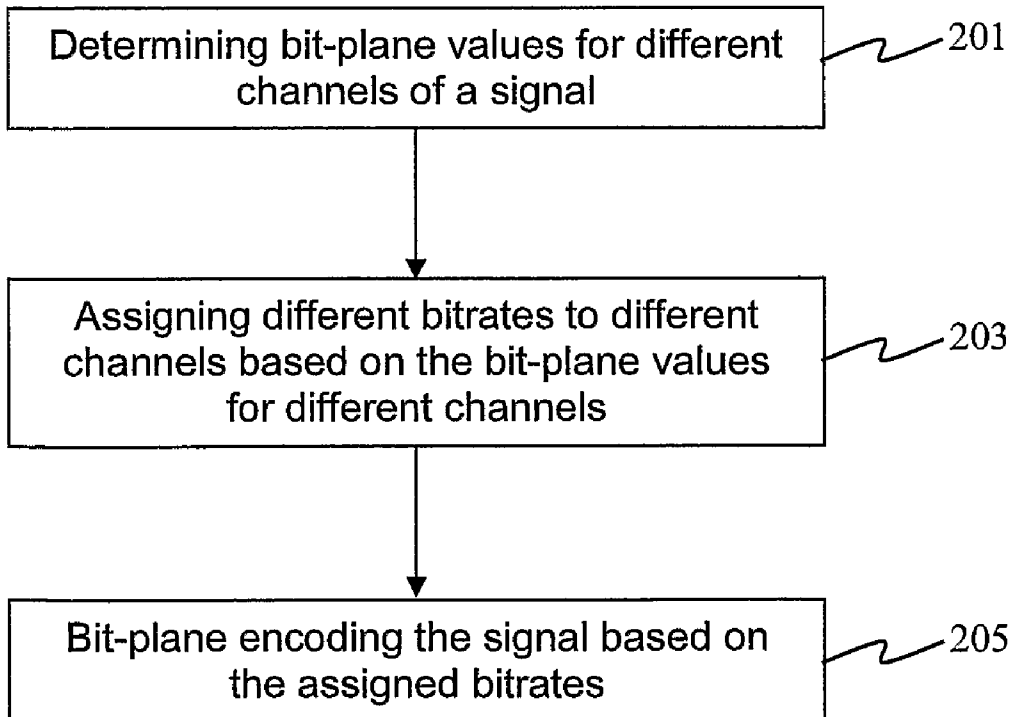 Determining bit-plane values for different
channels of a signal
201
Assigning different bitrates to different
channels based on the bit-plane values
for different channels
203
Bit-plane encoding the signal based on
the assigned bitrates
205